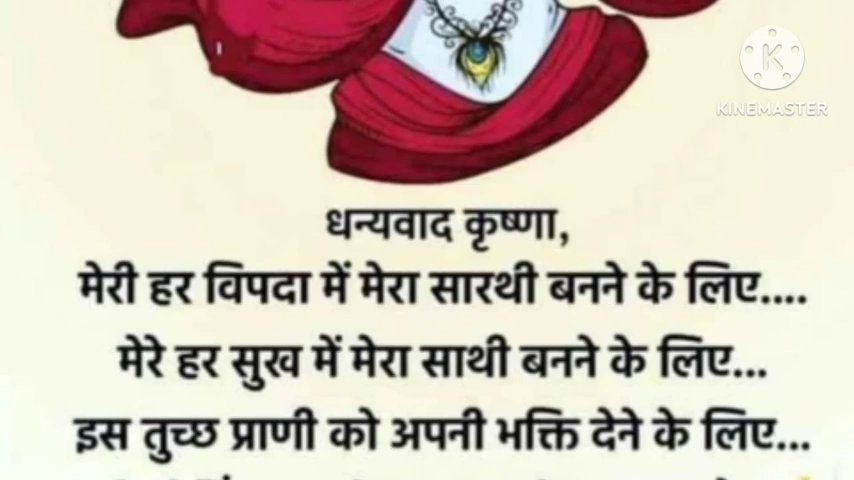 KINEMASTER
धन्यवाद कृष्णा,
मेरी हर विपदा में मेरा सारथी बनने के लिए....
मेरे हर सुख में मेरा साथी बनने के लिए...
इस तुच्छ प्राणी को अपनी भक्ति देने के लिए...